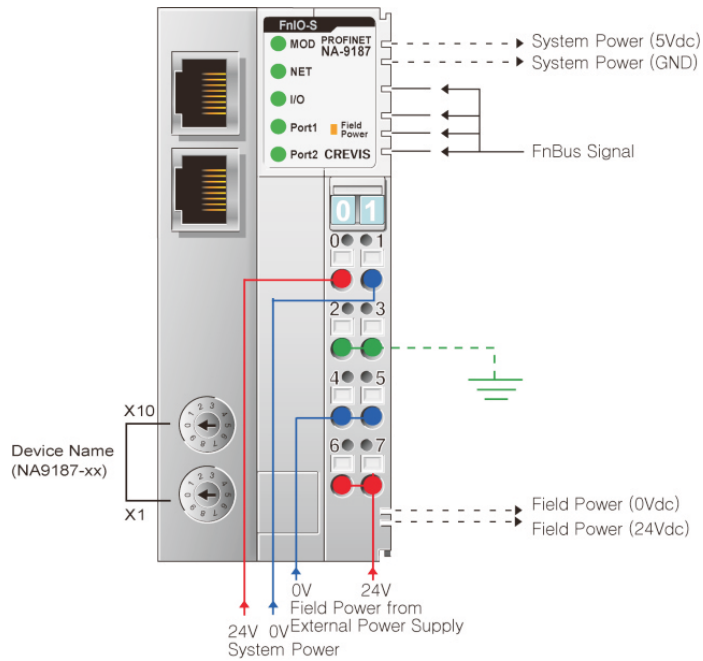 FnIO-S
MOD PROFINET
NA-9187
NET
I/O
Port1 Field
Power
Port2 CREVIS
System Power (5Vdc)
System Power (GND)
FnBus Signal
0 1
0 1
2 3
4 5
6 7
X10
Device Name
(NA9187-xx)
X1
Field Power (0Vdc)
Field Power (24Vdc)
0V 24V
Field Power from
External Power Supply
24V 0V
System Power